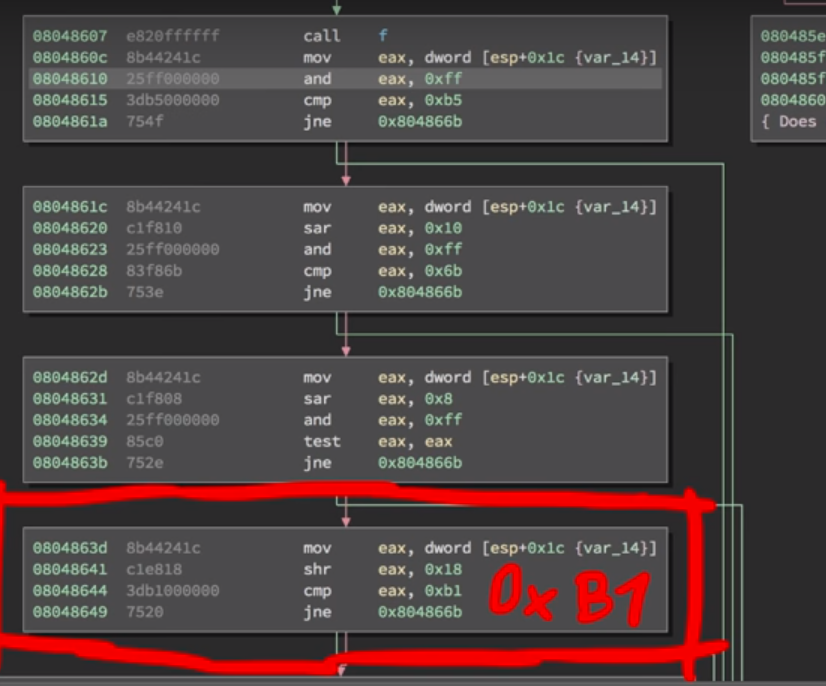 08048607 e820ffffff call f
0804860c 8b44241c mov eax, dword [esp+0x1c {var_14}]
08048610 25ff000000 and eax, 0xff
08048615 3db5000000 cmp eax, 0xb5
0804861a 754f jne 0x804866b
080485e
080485f
080485f
0804860
{ Does
0804861c 8b44241c mov eax, dword [esp+0x1c {var_14}]
08048620 c1f810 sar eax, 0x10
08048623 25ff000000 and eax, 0xff
08048628 83f86b cmp eax, 0x6b
0804862b 753e jne 0x804866b
0804862d 8b44241c mov eax, dword [esp+0x1c {var_14}]
08048631 c1f808 sar eax, 0x8
08048634 25ff000000 and eax, 0xff
08048639 85c0 test eax, eax
0804863b 752e jne 0x804866b
0804863d 8b44241c mov eax, dword [esp+0x1c {var_14}]
08048641 c1e818 shr eax, 0x18
08048644 3db1000000 cmp eax, 0xb1
08048649 7520 jne 0x804866b
0xB1